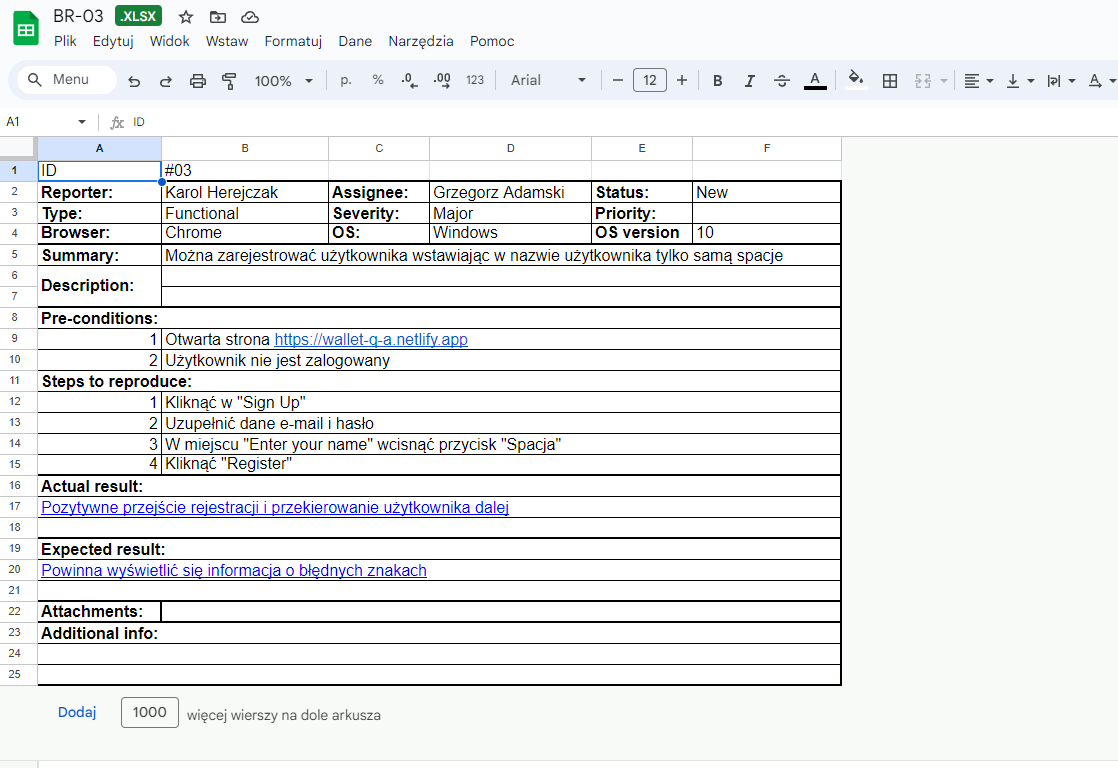 BR-03 .XLSX
Plik Edytuj Widok Wstaw Formatuj Dane Narzędzia Pomoc
Menu 100% p. % .0 .00 123 Arial 12 B I S A A
A1 fx ID
A B C D E F
1 ID #03
2 Reporter: Karol Herejczak Assignee: Grzegorz Adamski Status: New
3 Type: Functional Severity: Major Priority:
4 Browser: Chrome OS: Windows OS version 10
5 Summary: Można zarejestrować użytkownika wstawiając w nazwie użytkownika tylko samą spacje
6
Description:
7
8 Pre-conditions:
9 1 Otwarta strona https://wallet-q-a.netlify.app
10 2 Użytkownik nie jest zalogowany
11 Steps to reproduce:
12 1 Kliknąć w "Sign Up"
13 2 Uzupełnić dane e-mail i hasło
14 3 W miejscu "Enter your name" wcisnąć przycisk "Spacja"
15 4 Kliknąć "Register"
16 Actual result:
17 Pozytywne przejście rejestracji i przekierowanie użytkownika dalej
18
19 Expected result:
20 Powinna wyświetlić się informacja o błędnych znakach
21
22 Attachments:
23 Additional info:
24
25
Dodaj 1000 więcej wierszy na dole arkusza